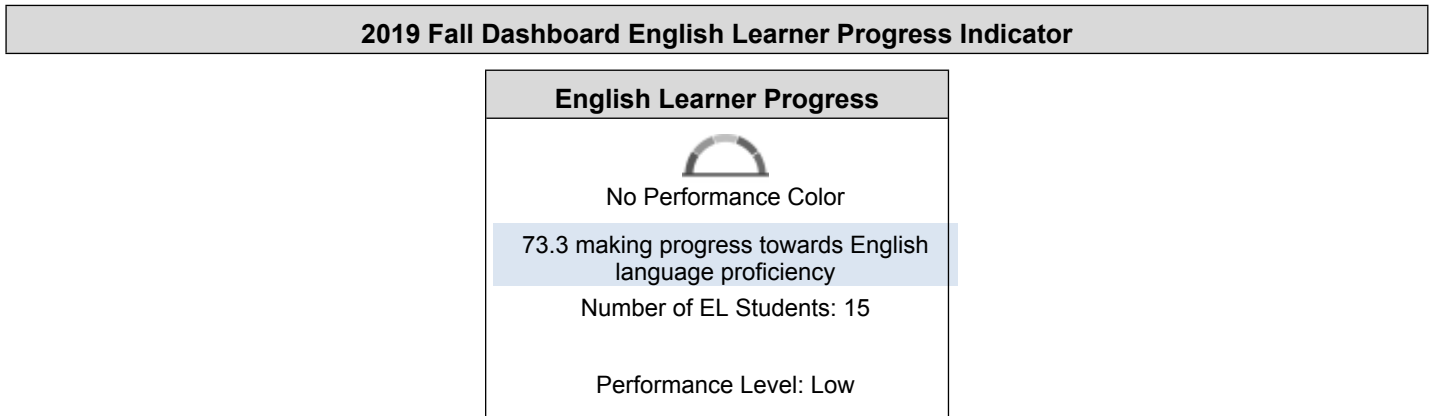 2019 Fall Dashboard English Learner Progress Indicator
English Learner Progress
No Performance Color
73.3 making progress towards English
language proficiency
Number of EL Students: 15
Performance Level: Low